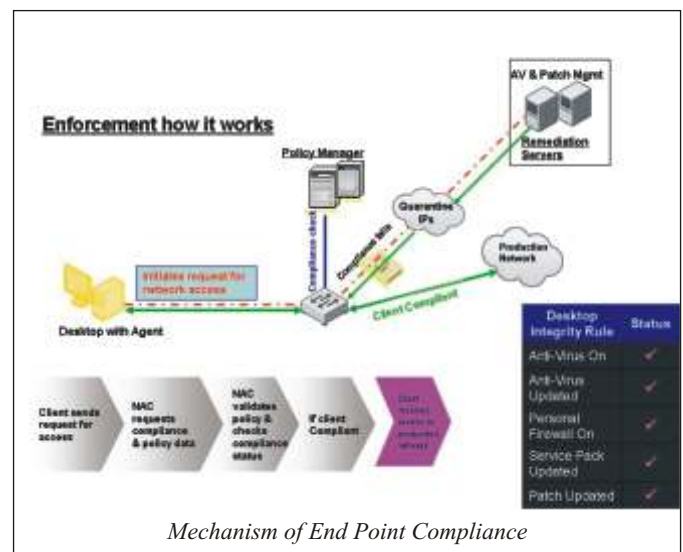 AV & Patch Mgmt
Enforcement how it works
Remediation
Servers
Policy Manager
Quarantine
IPs
Compliance check
Compliance fails
Production
Network
Initiates request for
network access
Client Compliant
Desktop with Agent
Desktop
Integrity Rule
Status
Anti-Virus On
Anti-Virus
Updated
Personal
Firewall On
Service Pack
Updated
Patch Updated
Client sends
request for
access
NAC
requests
compliance
& policy data
NAC
validates
policy &
checks
compliance
status
If client
Compliant
Mechanism of End Point Compliance